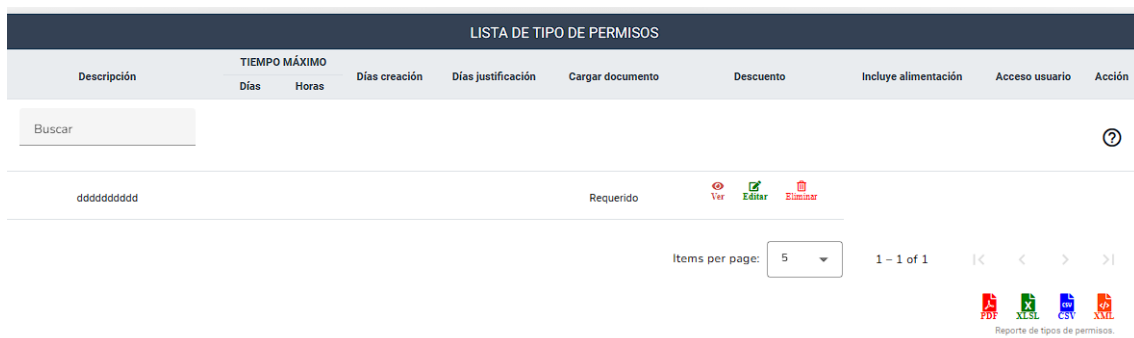 LISTA DE TIPO DE PERMISOS
Descripción TIEMPO MÁXIMO Días creación Días justificación Cargar documento Descuento Incluye alimentación Acceso usuario Acción
Días Horas
Buscar
dddddddddd Requerido Ver Editar Eliminar
Items per page: 5 1 – 1 of 1
PDF XLSL CSV XML
Reporte de tipos de permisos.